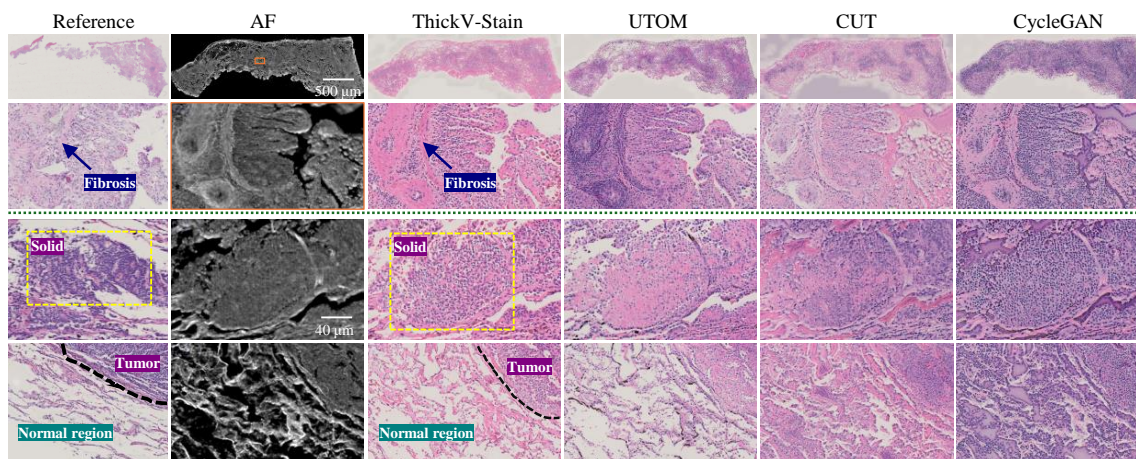 Reference AF ThickV-Stain UTOM CUT CycleGAN
500 μm
Fibrosis Fibrosis
Solid Solid
40 μm
Tumor Tumor
Normal region Normal region